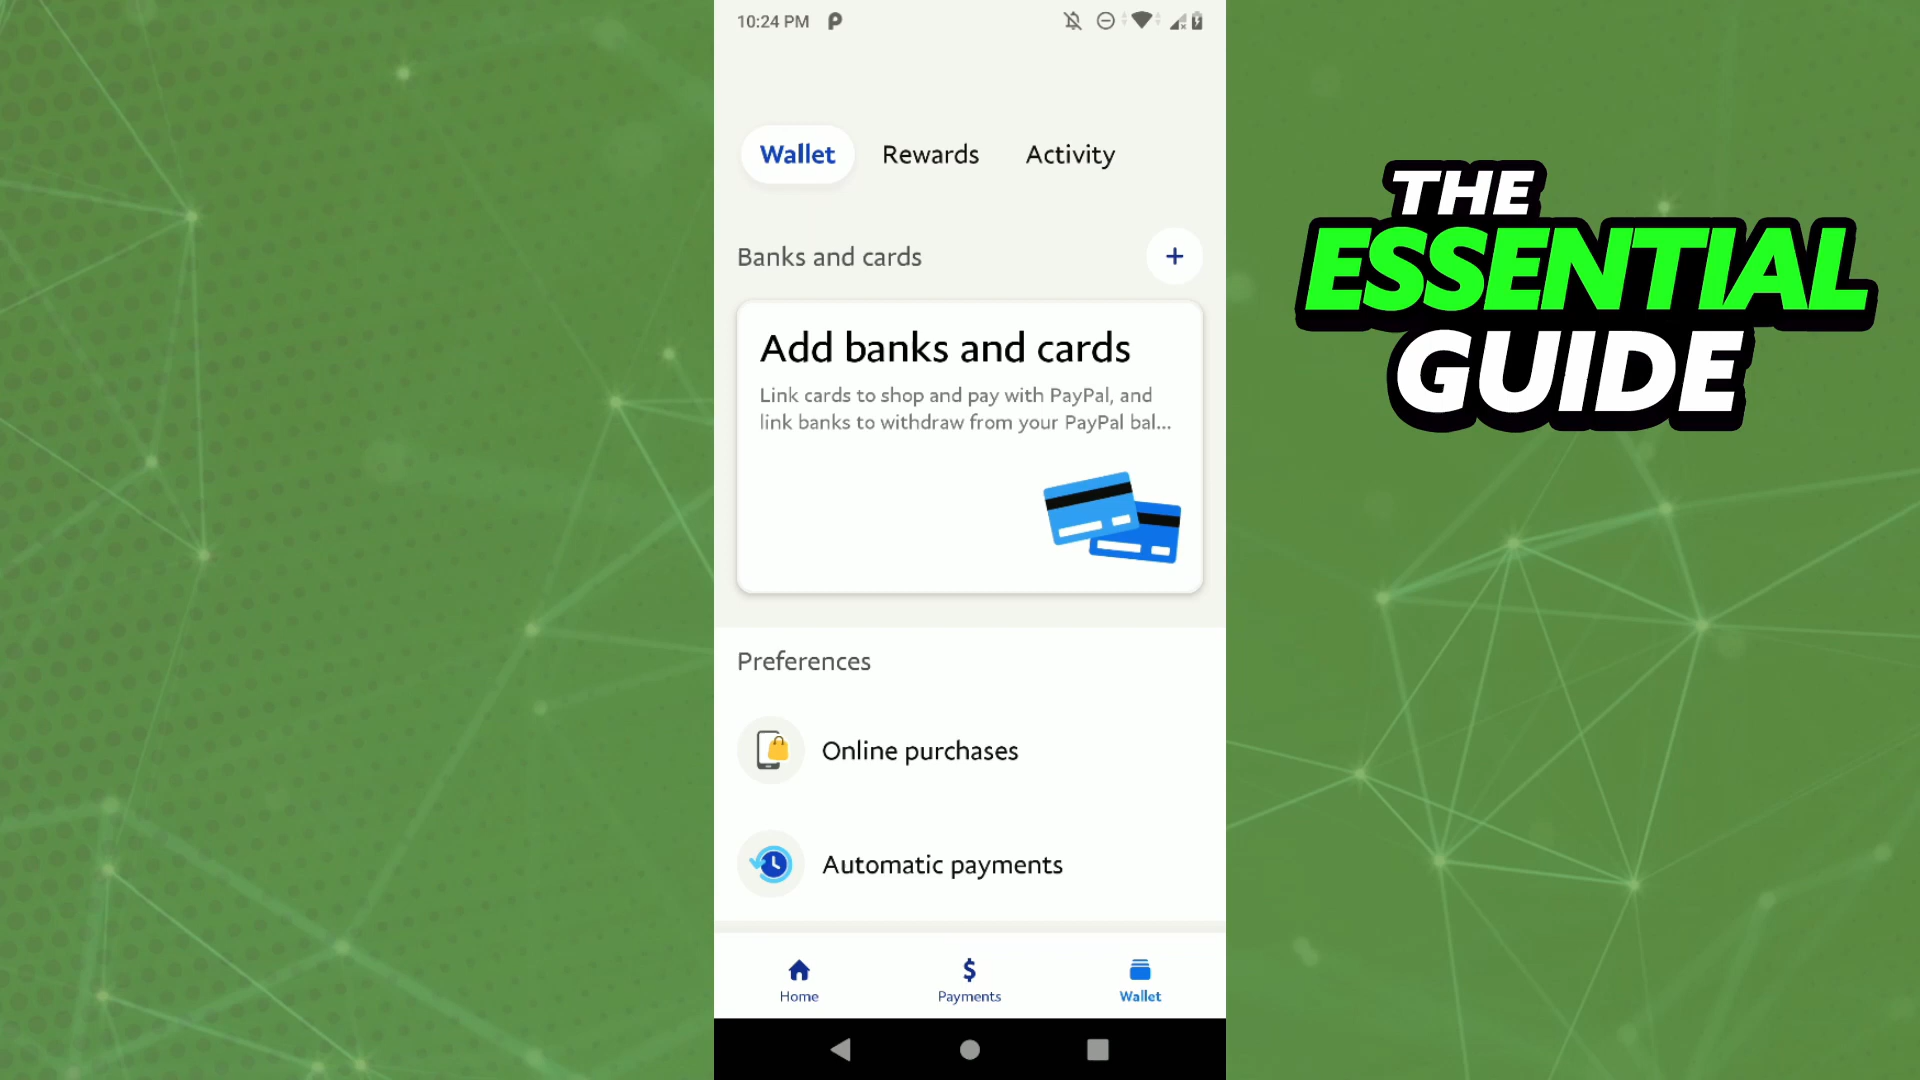 10:24 PM
Wallet Rewards Activity
Banks and cards
+
Add banks and cards
Link cards to shop and pay with PayPal, and
link banks to withdraw from your PayPal bal...
Preferences
Online purchases
Automatic payments
Home Payments Wallet
THE
ESSENTIAL
GUIDE